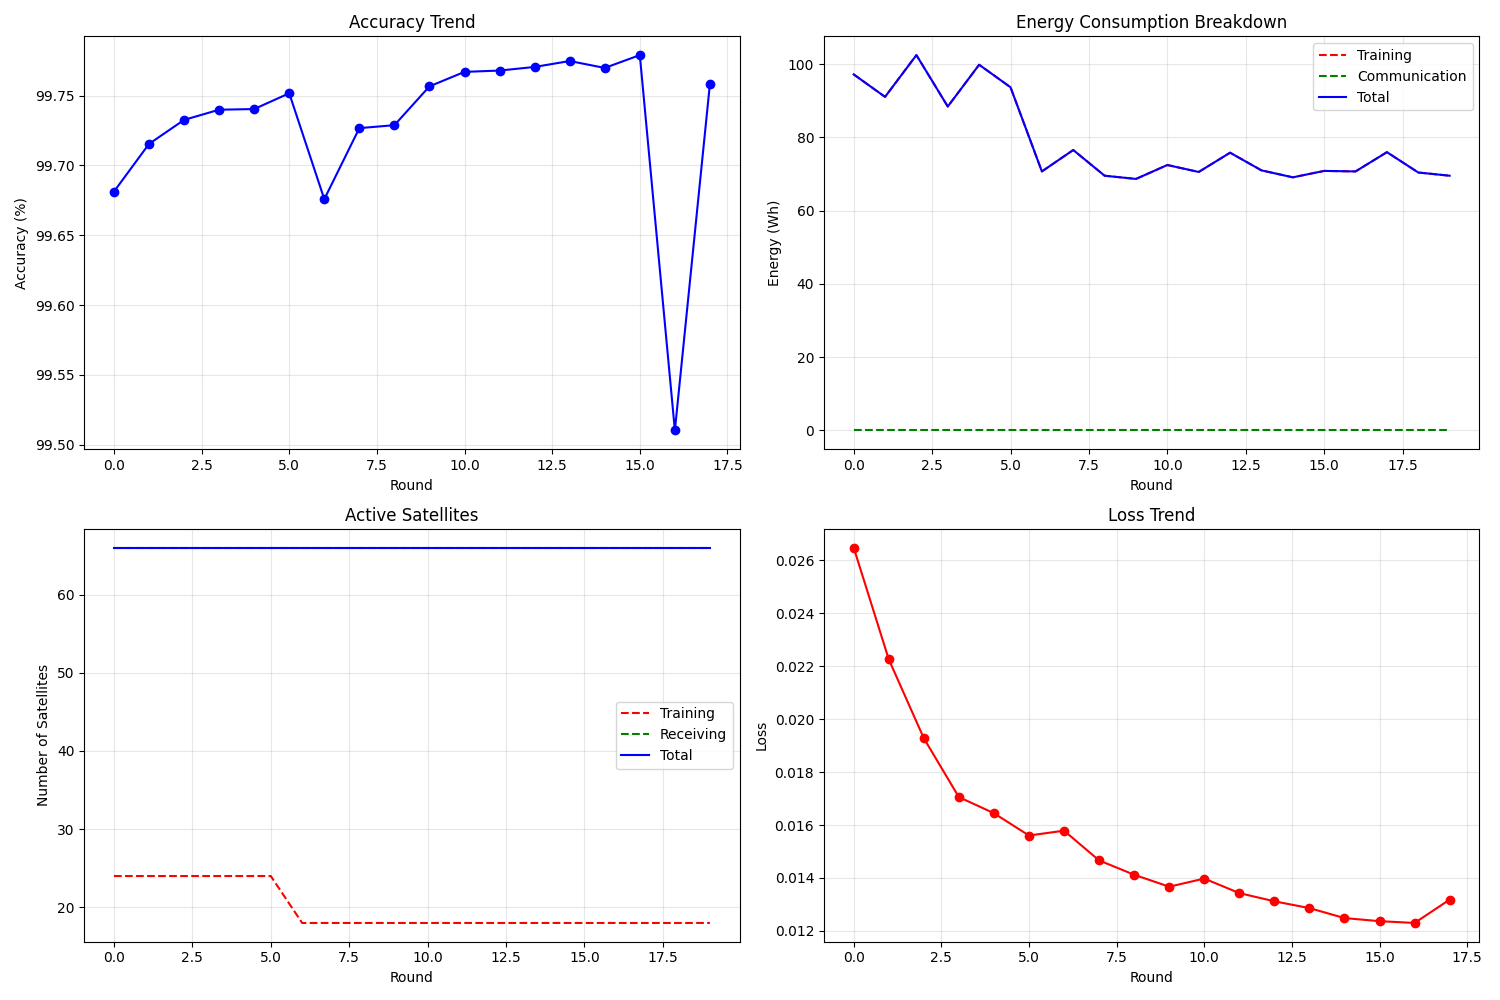 Accuracy Trend
Accuracy (%)
99.75
99.70
99.65
99.60
99.55
99.50
0.0 2.5 5.0 7.5 10.0 12.5 15.0 17.5
Round
Energy Consumption Breakdown
Energy (Wh)
100
80
60
40
20
0
Training
Communication
Total
0.0 2.5 5.0 7.5 10.0 12.5 15.0 17.5
Round
Active Satellites
Number of Satellites
60
50
40
30
20
Training
Receiving
Total
0.0 2.5 5.0 7.5 10.0 12.5 15.0 17.5
Round
Loss Trend
Loss
0.026
0.024
0.022
0.020
0.018
0.016
0.014
0.012
0.0 2.5 5.0 7.5 10.0 12.5 15.0 17.5
Round